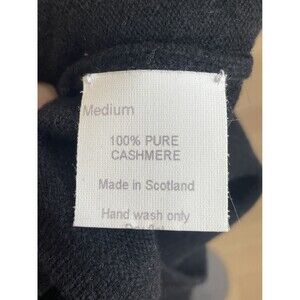 Medium
100% PURE
CASHMERE
Made in Scotland
Hand wash only